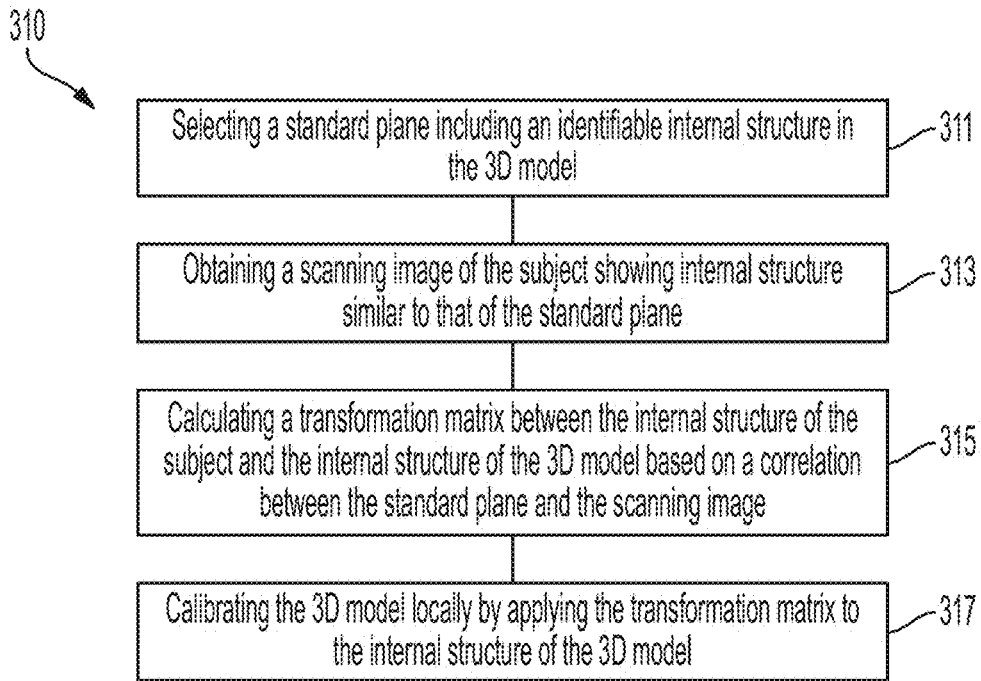 310
Selecting a standard plane including an identifiable internal structure in
the 3D model
311
Obtaining a scanning image of the subject showing internal structure
similar to that of the standard plane
313
Calculating a transformation matrix between the internal structure of the
subject and the internal structure of the 3D model based on a correlation
between the standard plane and the scanning image
315
Calibrating the 3D model locally by applying the transformation matrix to
the internal structure of the 3D model
317